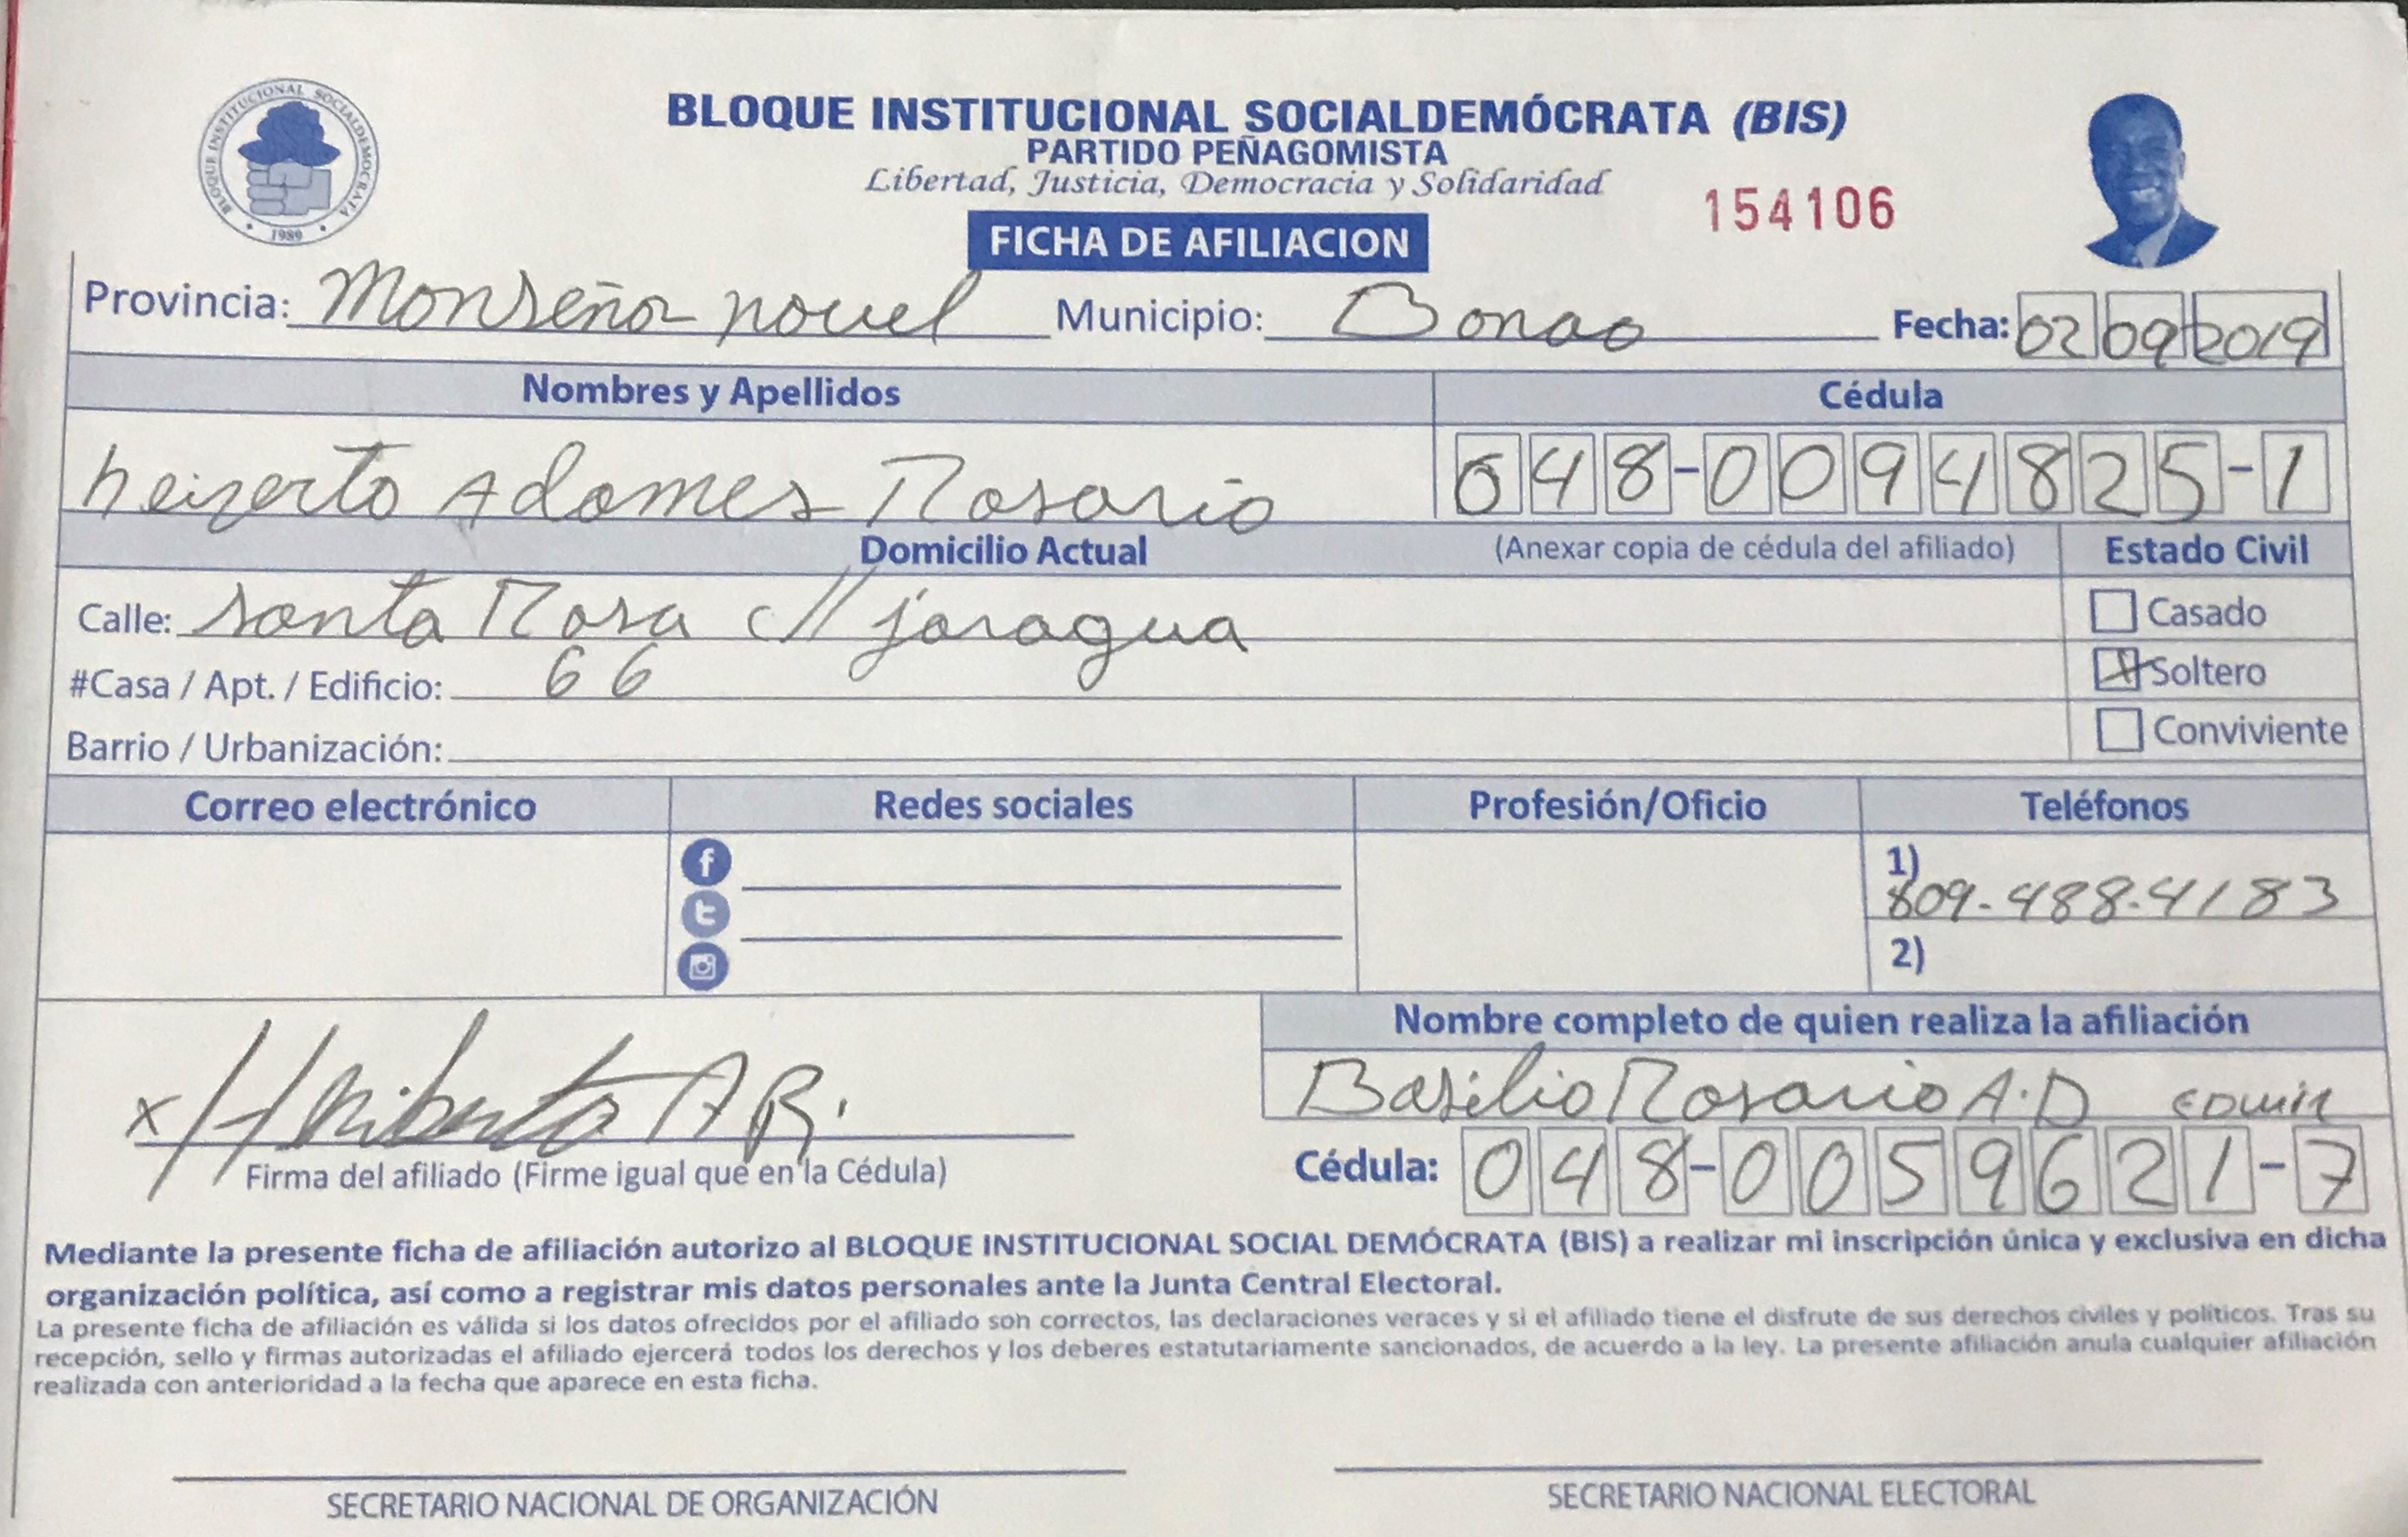 BLOQUE INSTITUCIONAL SOCIALDEMÓCRATA
1989
BLOQUE INSTITUCIONAL SOCIALDEMÓCRATA (BIS)
PARTIDO PEÑAGOMISTA
Libertad, Justicia, Democracia y Solidaridad
154106
FICHA DE AFILIACION
Provincia: Monseñor nouel Municipio: Bonao Fecha: 02 09 2019
Nombres y Apellidos Cédula
heirerto Adames Rosario 048-0094825-1
Domicilio Actual (Anexar copia de cédula del afiliado) Estado Civil
Calle: santa Rosa c// jaragua Casado
#Casa / Apt. / Edificio: 66 Soltero
Barrio / Urbanización: Conviviente
Correo electrónico Redes sociales Profesión/Oficio Teléfonos
1) 809-488-4183
2)
Nombre completo de quien realiza la afiliación
x Heriberto A R. Basilio Rosario A.D EDWIN
Firma del afiliado (Firme igual que en la Cédula) Cédula: 048-0059621-7
Mediante la presente ficha de afiliación autorizo al BLOQUE INSTITUCIONAL SOCIAL DEMÓCRATA (BIS) a realizar mi inscripción única y exclusiva en dicha
organización política, así como a registrar mis datos personales ante la Junta Central Electoral.
La presente ficha de afiliación es válida si los datos ofrecidos por el afiliado son correctos, las declaraciones veraces y si el afiliado tiene el disfrute de sus derechos civiles y políticos. Tras su
recepción, sello y firmas autorizadas el afiliado ejercerá todos los derechos y los deberes estatutariamente sancionados, de acuerdo a la ley. La presente afiliación anula cualquier afiliación
realizada con anterioridad a la fecha que aparece en esta ficha.
SECRETARIO NACIONAL DE ORGANIZACIÓN SECRETARIO NACIONAL ELECTORAL